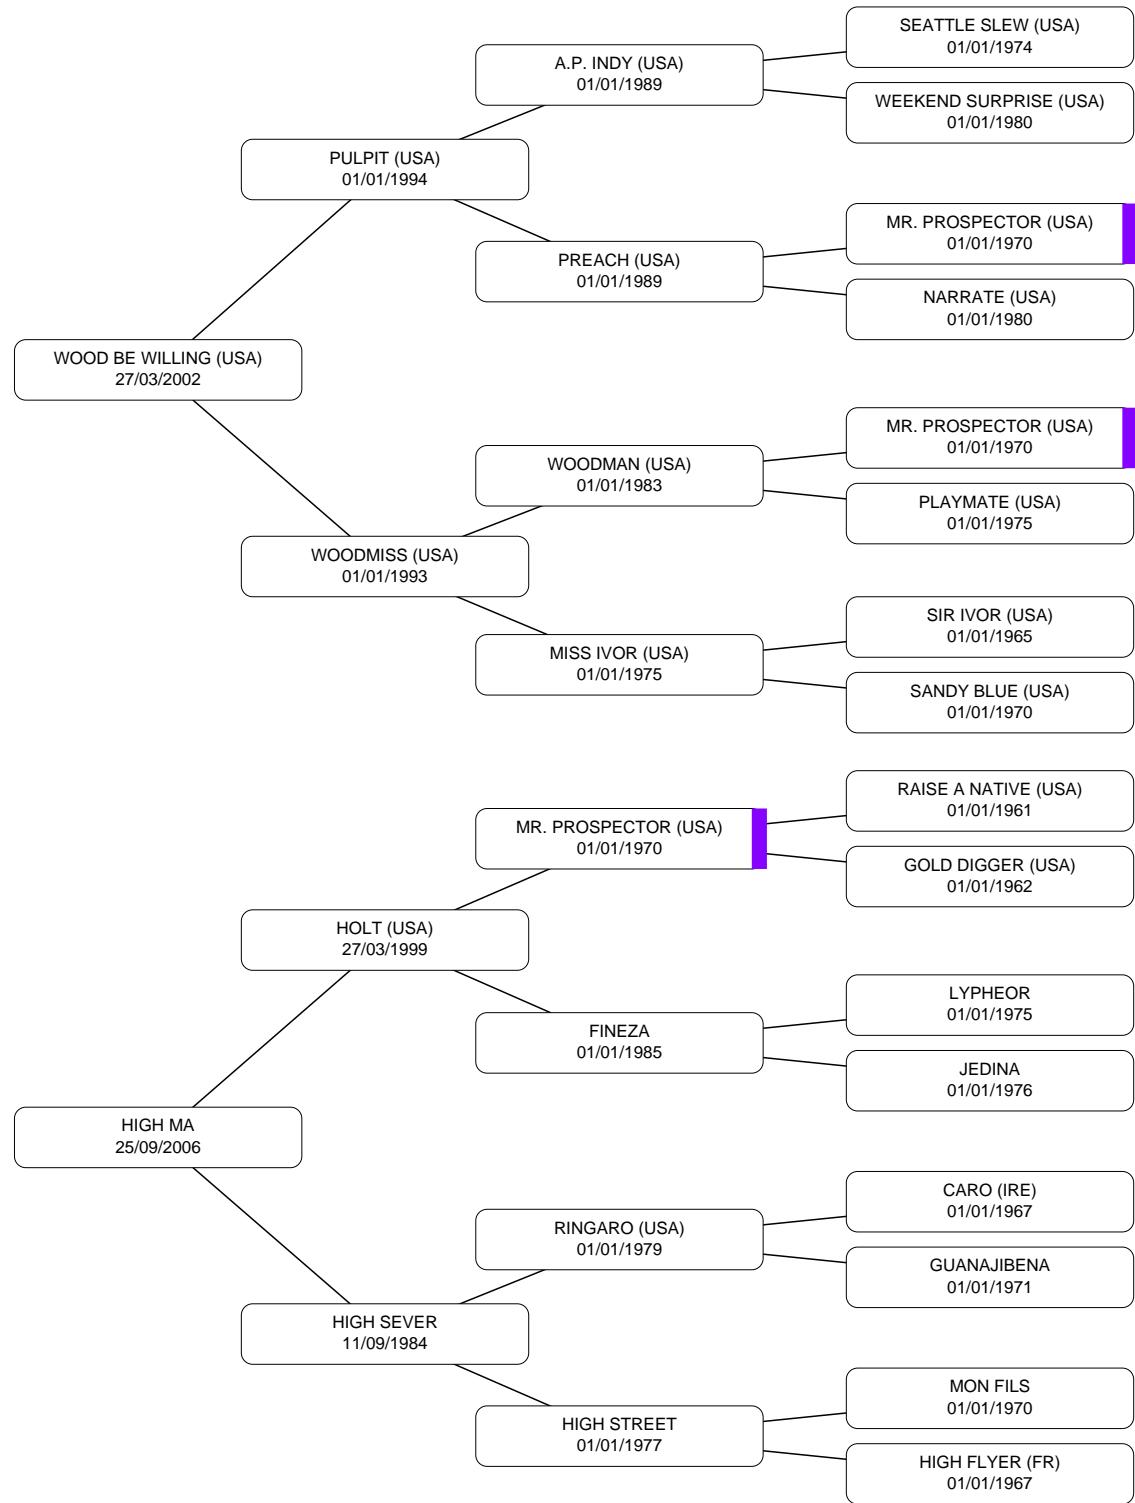 SEATTLE SLEW (USA)
01/01/1974
A.P. INDY (USA)
01/01/1989
WEEKEND SURPRISE (USA)
01/01/1980
PULPIT (USA)
01/01/1994
MR. PROSPECTOR (USA)
01/01/1970
PREACH (USA)
01/01/1989
NARRATE (USA)
01/01/1980
WOOD BE WILLING (USA)
27/03/2002
MR. PROSPECTOR (USA)
01/01/1970
WOODMAN (USA)
01/01/1983
PLAYMATE (USA)
01/01/1975
WOODMISS (USA)
01/01/1993
SIR IVOR (USA)
01/01/1965
MISS IVOR (USA)
01/01/1975
SANDY BLUE (USA)
01/01/1970
RAISE A NATIVE (USA)
01/01/1961
MR. PROSPECTOR (USA)
01/01/1970
GOLD DIGGER (USA)
01/01/1962
HOLT (USA)
27/03/1999
LYPHEOR
01/01/1975
FINEZA
01/01/1985
JEDINA
01/01/1976
HIGH MA
25/09/2006
CARO (IRE)
01/01/1967
RINGARO (USA)
01/01/1979
GUANAJIBENA
01/01/1971
HIGH SEVER
11/09/1984
MON FILS
01/01/1970
HIGH STREET
01/01/1977
HIGH FLYER (FR)
01/01/1967